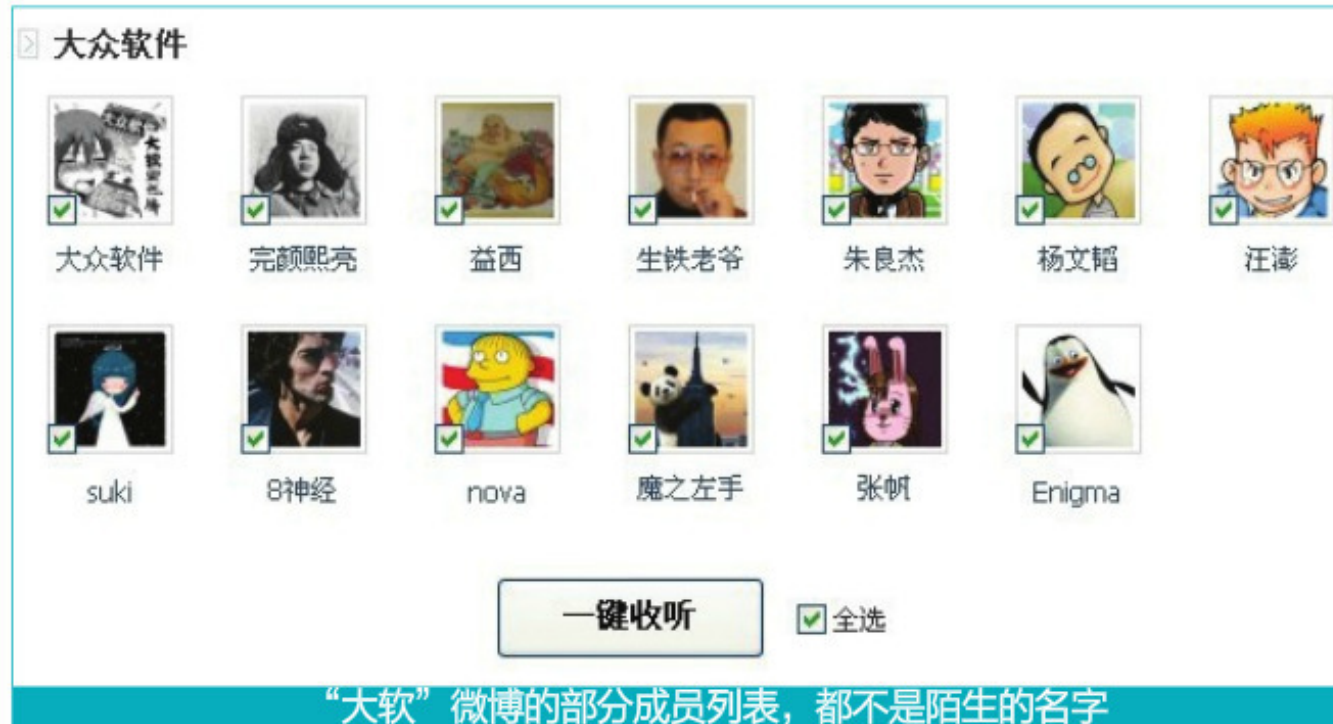 大众软件
大众软件 完颜熙亮 益西 生铁老爷 朱良杰 杨文韬 汪澎
suki 8神经 nova 魔之左手 张帆 Enigma
一键收听 全选
“大软”微博的部分成员列表，都不是陌生的名字